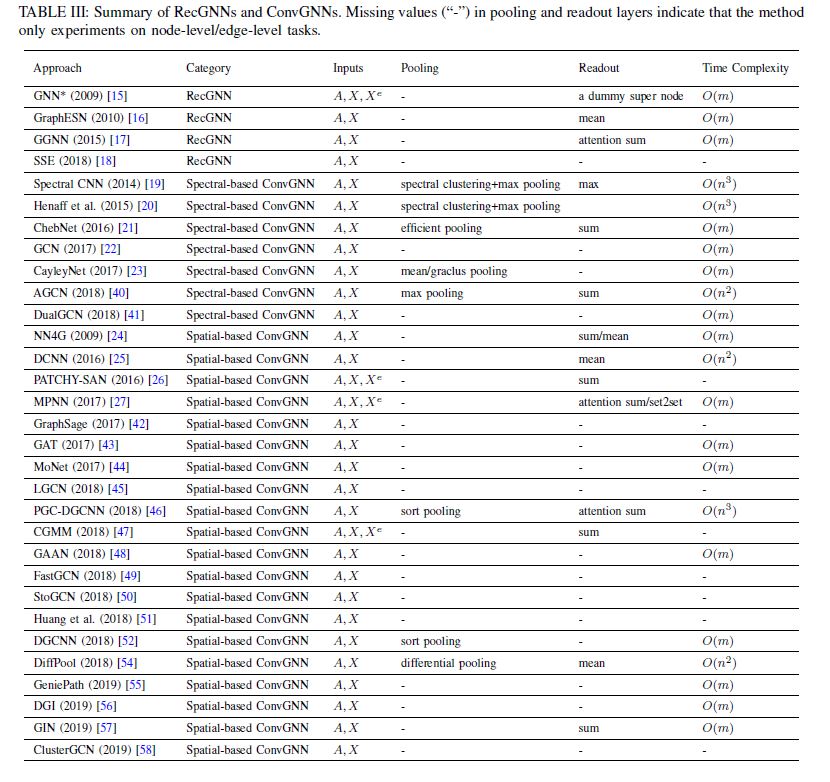 TABLE III: Summary of RecGNNs and ConvGNNs. Missing values (“-”) in pooling and readout layers indicate that the method
only experiments on node-level/edge-level tasks.
Approach Category Inputs Pooling Readout Time Complexity
GNN* (2009) [15] RecGNN A, X, Xᵉ - a dummy super node O(m)
GraphESN (2010) [16] RecGNN A, X - mean O(m)
GGNN (2015) [17] RecGNN A, X - attention sum O(m)
SSE (2018) [18] RecGNN A, X - - -
Spectral CNN (2014) [19] Spectral-based ConvGNN A, X spectral clustering+max pooling max O(n³)
Henaff et al. (2015) [20] Spectral-based ConvGNN A, X spectral clustering+max pooling O(n³)
ChebNet (2016) [21] Spectral-based ConvGNN A, X efficient pooling sum O(m)
GCN (2017) [22] Spectral-based ConvGNN A, X - - O(m)
CayleyNet (2017) [23] Spectral-based ConvGNN A, X mean/graclus pooling - O(m)
AGCN (2018) [40] Spectral-based ConvGNN A, X max pooling sum O(n²)
DualGCN (2018) [41] Spectral-based ConvGNN A, X - - O(m)
NN4G (2009) [24] Spatial-based ConvGNN A, X - sum/mean O(m)
DCNN (2016) [25] Spatial-based ConvGNN A, X - mean O(n²)
PATCHY-SAN (2016) [26] Spatial-based ConvGNN A, X, Xᵉ - sum -
MPNN (2017) [27] Spatial-based ConvGNN A, X, Xᵉ - attention sum/set2set O(m)
GraphSage (2017) [42] Spatial-based ConvGNN A, X - - -
GAT (2017) [43] Spatial-based ConvGNN A, X - - O(m)
MoNet (2017) [44] Spatial-based ConvGNN A, X - - O(m)
LGCN (2018) [45] Spatial-based ConvGNN A, X - - -
PGC-DGCNN (2018) [46] Spatial-based ConvGNN A, X sort pooling attention sum O(n³)
CGMM (2018) [47] Spatial-based ConvGNN A, X, Xᵉ - sum -
GAAN (2018) [48] Spatial-based ConvGNN A, X - - O(m)
FastGCN (2018) [49] Spatial-based ConvGNN A, X - - -
StoGCN (2018) [50] Spatial-based ConvGNN A, X - - -
Huang et al. (2018) [51] Spatial-based ConvGNN A, X - - -
DGCNN (2018) [52] Spatial-based ConvGNN A, X sort pooling - O(m)
DiffPool (2018) [54] Spatial-based ConvGNN A, X differential pooling mean O(n²)
GeniePath (2019) [55] Spatial-based ConvGNN A, X - - O(m)
DGI (2019) [56] Spatial-based ConvGNN A, X - - O(m)
GIN (2019) [57] Spatial-based ConvGNN A, X - sum O(m)
ClusterGCN (2019) [58] Spatial-based ConvGNN A, X - - -